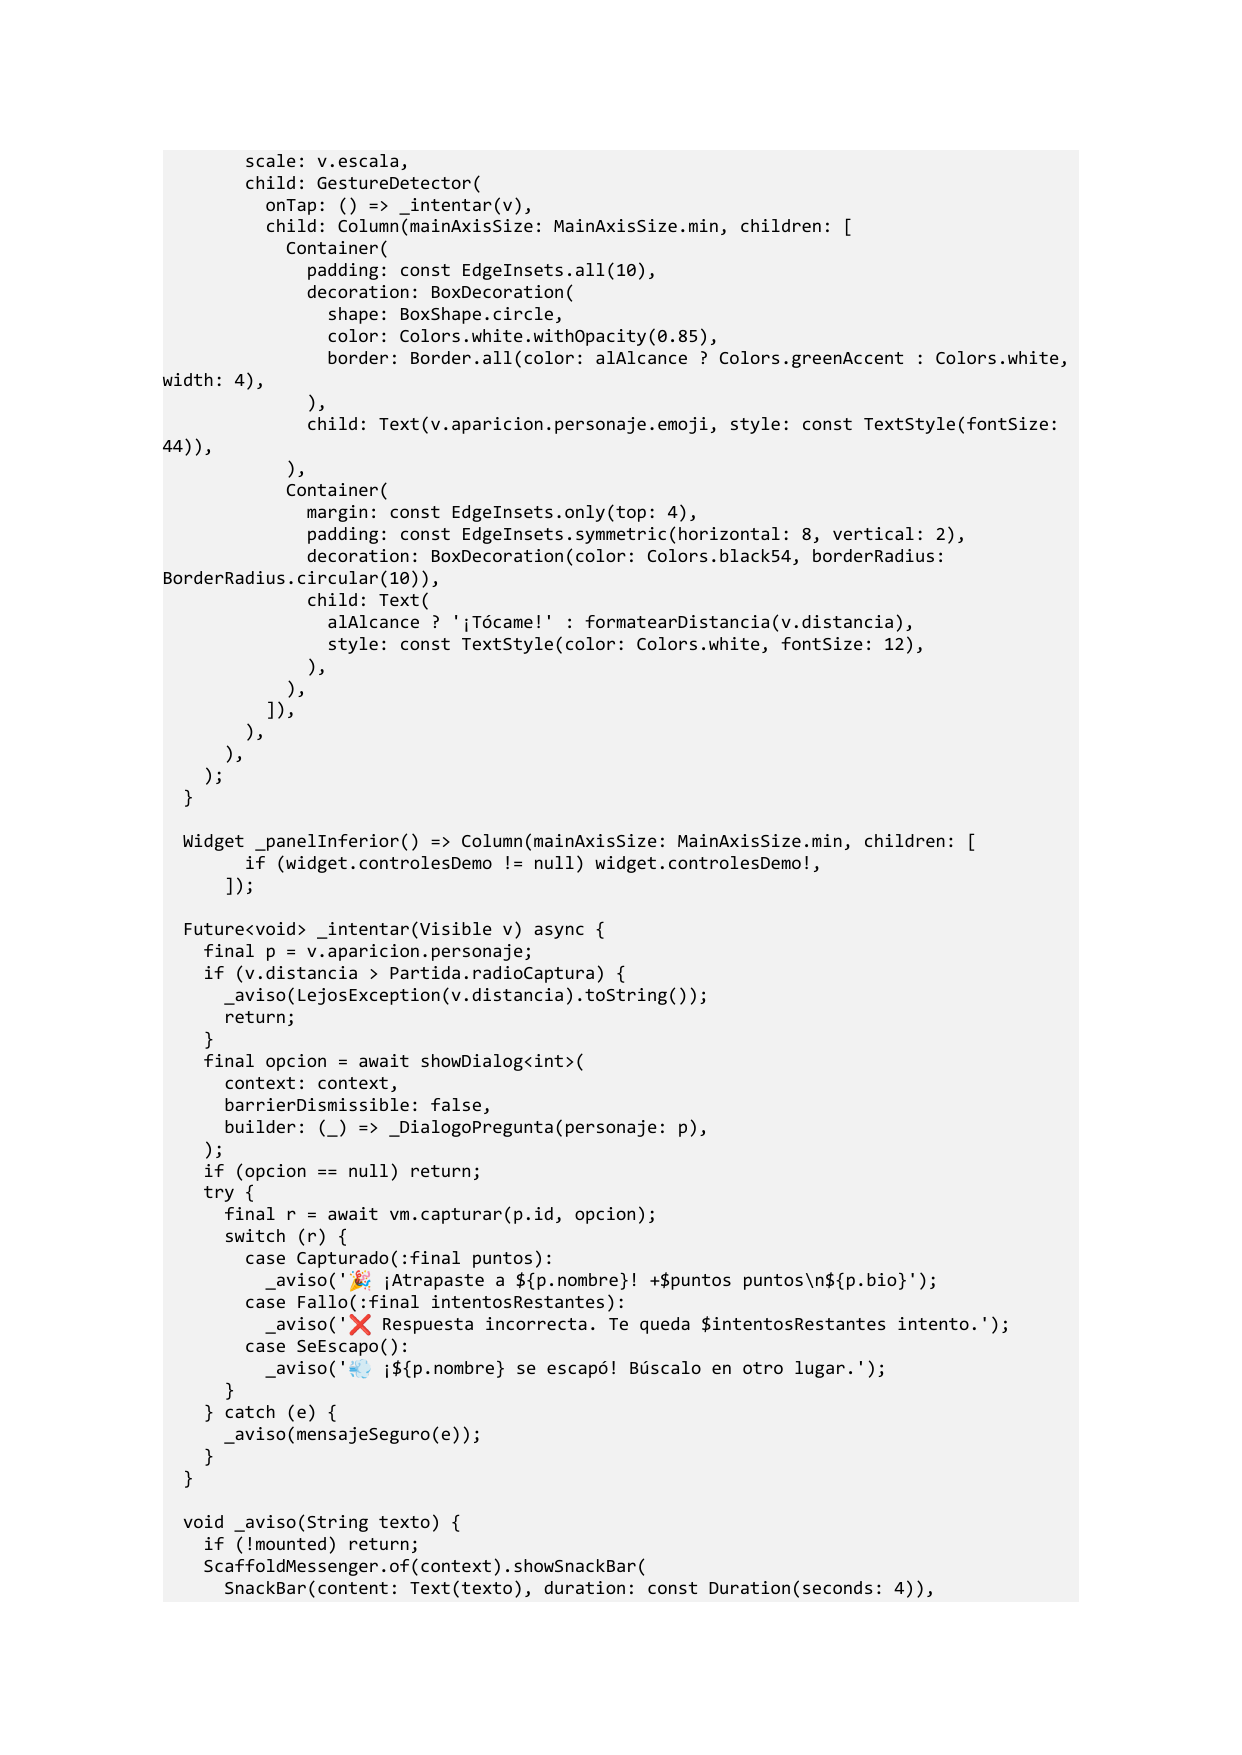 scale: v.escala,
        child: GestureDetector(
          onTap: () => _intentar(v),
          child: Column(mainAxisSize: MainAxisSize.min, children: [
            Container(
              padding: const EdgeInsets.all(10),
              decoration: BoxDecoration(
                shape: BoxShape.circle,
                color: Colors.white.withOpacity(0.85),
                border: Border.all(color: alAlcance ? Colors.greenAccent : Colors.white,
width: 4),
              ),
              child: Text(v.aparicion.personaje.emoji, style: const TextStyle(fontSize:
44)),
            ),
            Container(
              margin: const EdgeInsets.only(top: 4),
              padding: const EdgeInsets.symmetric(horizontal: 8, vertical: 2),
              decoration: BoxDecoration(color: Colors.black54, borderRadius:
BorderRadius.circular(10)),
              child: Text(
                alAlcance ? '¡Tócame!' : formatearDistancia(v.distancia),
                style: const TextStyle(color: Colors.white, fontSize: 12),
              ),
            ),
          ]),
        ),
      ),
    );
  }

  Widget _panelInferior() => Column(mainAxisSize: MainAxisSize.min, children: [
        if (widget.controlesDemo != null) widget.controlesDemo!,
      ]);

  Future<void> _intentar(Visible v) async {
    final p = v.aparicion.personaje;
    if (v.distancia > Partida.radioCaptura) {
      _aviso(LejosException(v.distancia).toString());
      return;
    }
    final opcion = await showDialog<int>(
      context: context,
      barrierDismissible: false,
      builder: (_) => _DialogoPregunta(personaje: p),
    );
    if (opcion == null) return;
    try {
      final r = await vm.capturar(p.id, opcion);
      switch (r) {
        case Capturado(:final puntos):
          _aviso('🎉 ¡Atrapaste a ${p.nombre}! +$puntos puntos\n${p.bio}');
        case Fallo(:final intentosRestantes):
          _aviso('❌ Respuesta incorrecta. Te queda $intentosRestantes intento.');
        case SeEscapo():
          _aviso('💨 ¡${p.nombre} se escapó! Búscalo en otro lugar.');
      }
    } catch (e) {
      _aviso(mensajeSeguro(e));
    }
  }

  void _aviso(String texto) {
    if (!mounted) return;
    ScaffoldMessenger.of(context).showSnackBar(
      SnackBar(content: Text(texto), duration: const Duration(seconds: 4)),